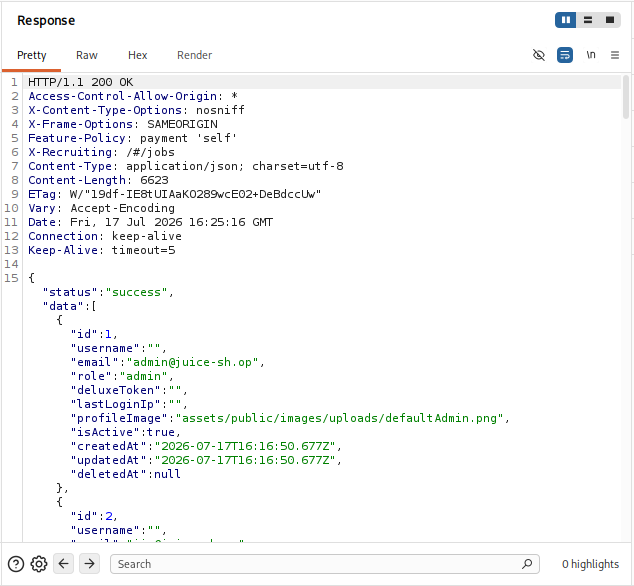 Response
Pretty Raw Hex Render \n
1 HTTP/1.1 200 OK
2 Access-Control-Allow-Origin: *
3 X-Content-Type-Options: nosniff
4 X-Frame-Options: SAMEORIGIN
5 Feature-Policy: payment 'self'
6 X-Recruiting: /#/jobs
7 Content-Type: application/json; charset=utf-8
8 Content-Length: 6623
9 ETag: W/"19df-IE8tUIAaKO289wcE02+DeBdccUw"
10 Vary: Accept-Encoding
11 Date: Fri, 17 Jul 2026 16:25:16 GMT
12 Connection: keep-alive
13 Keep-Alive: timeout=5
14
15 {
"status":"success",
"data":[
{
"id":1,
"username":"",
"email":"admin@juice-sh.op",
"role":"admin",
"deluxeToken":"",
"lastLoginIp":"",
"profileImage":"assets/public/images/uploads/defaultAdmin.png",
"isActive":true,
"createdAt":"2026-07-17T16:16:50.677Z",
"updatedAt":"2026-07-17T16:16:50.677Z",
"deletedAt":null
},
{
"id":2,
"username":"",
Search
0 highlights